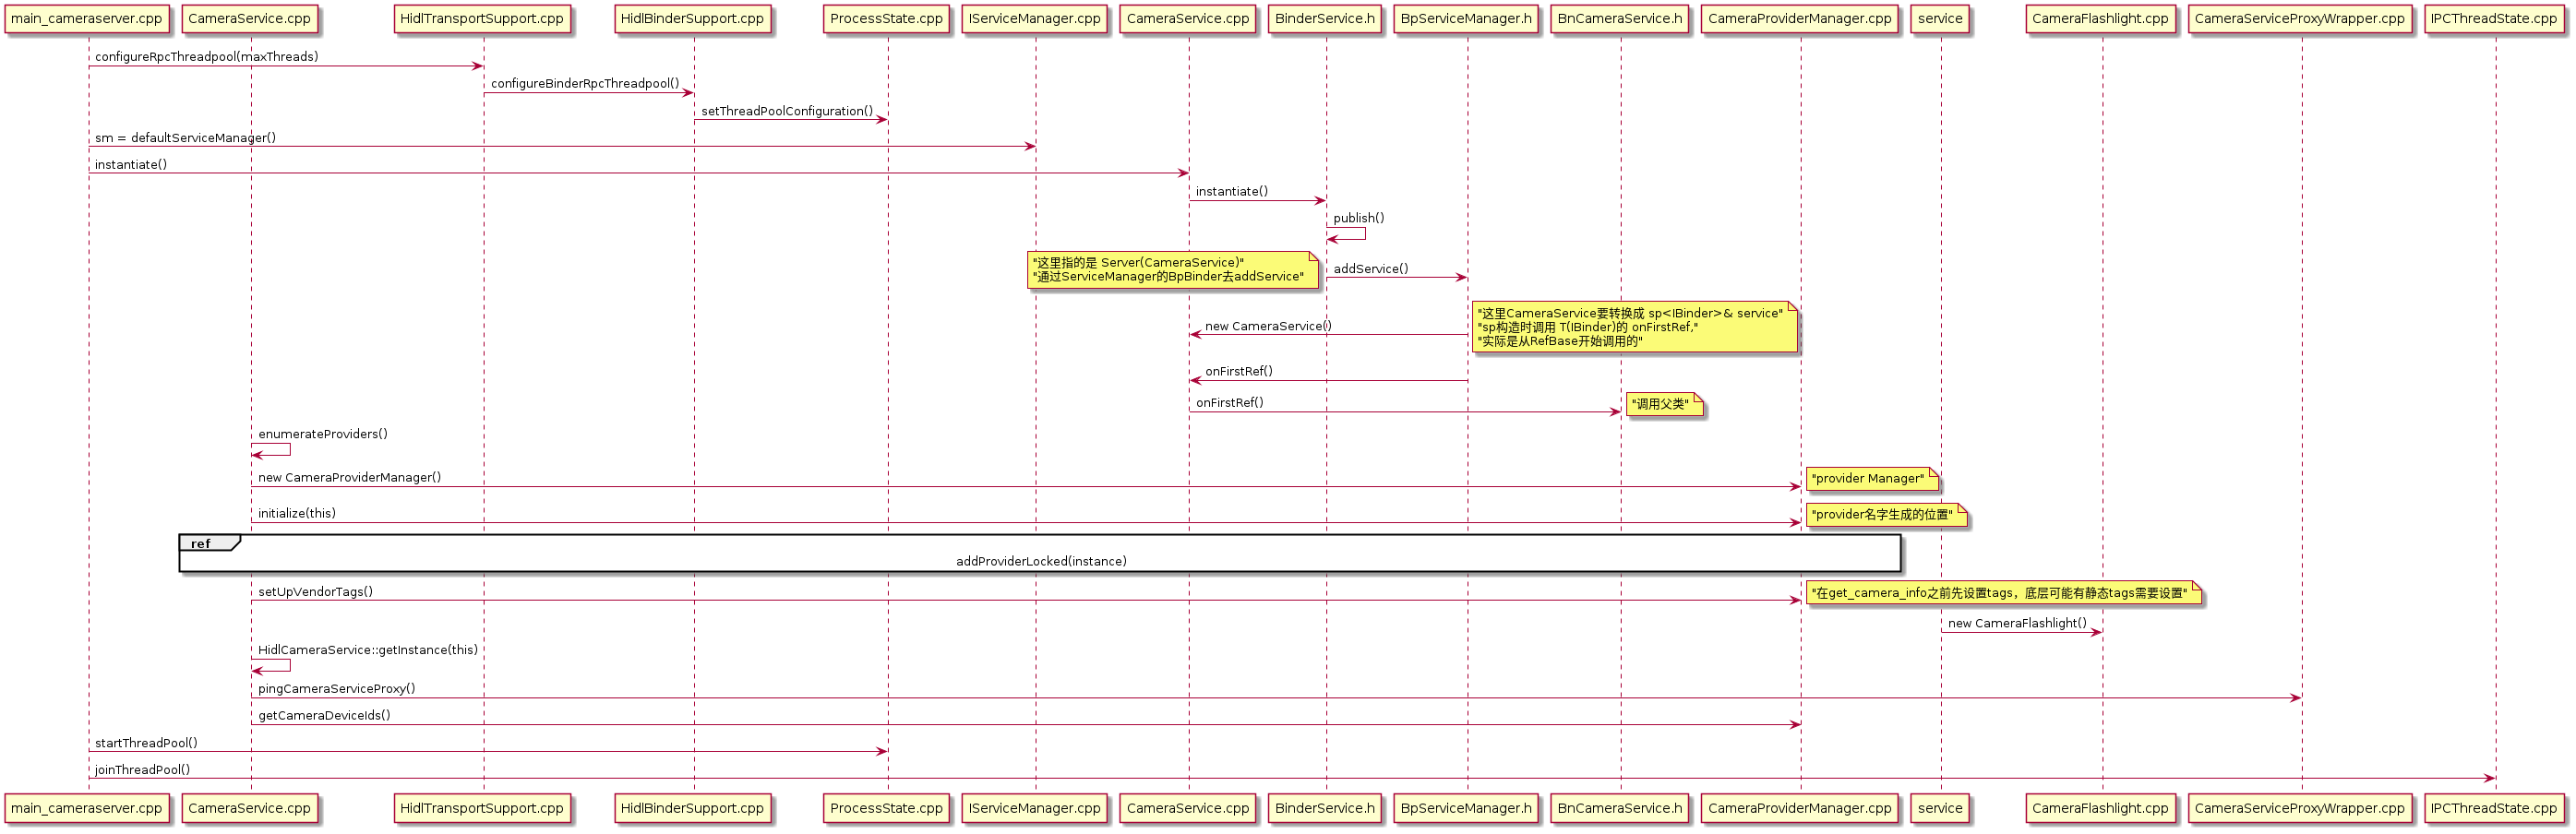 main_cameraserver.cpp
CameraService.cpp
HidlTransportSupport.cpp
HidlBinderSupport.cpp
ProcessState.cpp
IServiceManager.cpp
CameraService.cpp
BinderService.h
BpServiceManager.h
BnCameraService.h
CameraProviderManager.cpp
service
CameraFlashlight.cpp
CameraServiceProxyWrapper.cpp
IPCThreadState.cpp
configureRpcThreadpool(maxThreads)
configureBinderRpcThreadpool()
setThreadPoolConfiguration()
sm = defaultServiceManager()
instantiate()
instantiate()
publish()
"这里指的是 Server(CameraService)"
"通过ServiceManager的BpBinder去addService"
addService()
new CameraService()
"这里CameraService要转换成 sp<IBinder>& service"
"sp构造时调用 T(IBinder)的 onFirstRef,"
"实际是从RefBase开始调用的"
onFirstRef()
onFirstRef()
"调用父类"
enumerateProviders()
new CameraProviderManager()
"provider Manager"
initialize(this)
"provider名字生成的位置"
ref
addProviderLocked(instance)
setUpVendorTags()
"在get_camera_info之前先设置tags，底层可能有静态tags需要设置"
new CameraFlashlight()
HidlCameraService::getInstance(this)
pingCameraServiceProxy()
getCameraDeviceIds()
startThreadPool()
joinThreadPool()
main_cameraserver.cpp
CameraService.cpp
HidlTransportSupport.cpp
HidlBinderSupport.cpp
ProcessState.cpp
IServiceManager.cpp
CameraService.cpp
BinderService.h
BpServiceManager.h
BnCameraService.h
CameraProviderManager.cpp
service
CameraFlashlight.cpp
CameraServiceProxyWrapper.cpp
IPCThreadState.cpp